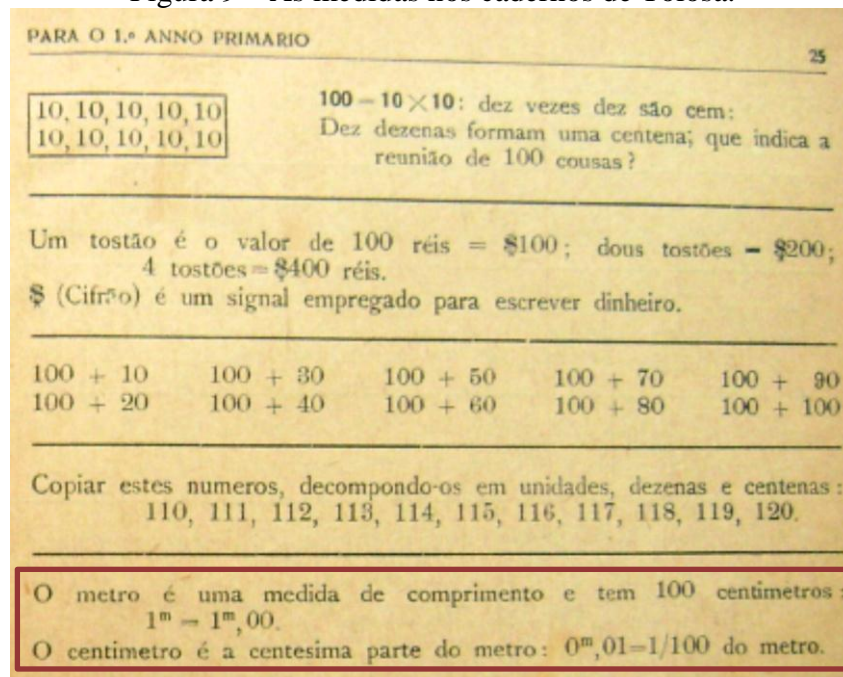 Figura 9 – As medidas nos cadernos de Tolosa.
PARA O 1.º ANNO PRIMARIO
25
10, 10, 10, 10, 10
10, 10, 10, 10, 10
100 = 10 × 10: dez vezes dez são cem:
Dez dezenas formam uma centena; que indica a
reunião de 100 cousas?
Um tostão é o valor de 100 réis = $100; dous tostões = $200;
4 tostões = $400 réis.
$ (Cifrão) é um signal empregado para escrever dinheiro.
100 + 10 100 + 30 100 + 50 100 + 70 100 + 90
100 + 20 100 + 40 100 + 60 100 + 80 100 + 100
Copiar estes numeros, decompondo-os em unidades, dezenas e centenas:
110, 111, 112, 113, 114, 115, 116, 117, 118, 119, 120.
O metro é uma medida de comprimento e tem 100 centimetros:
1ᵐ = 1ᵐ,00.
O centimetro é a centesima parte do metro: 0ᵐ,01=1/100 do metro.